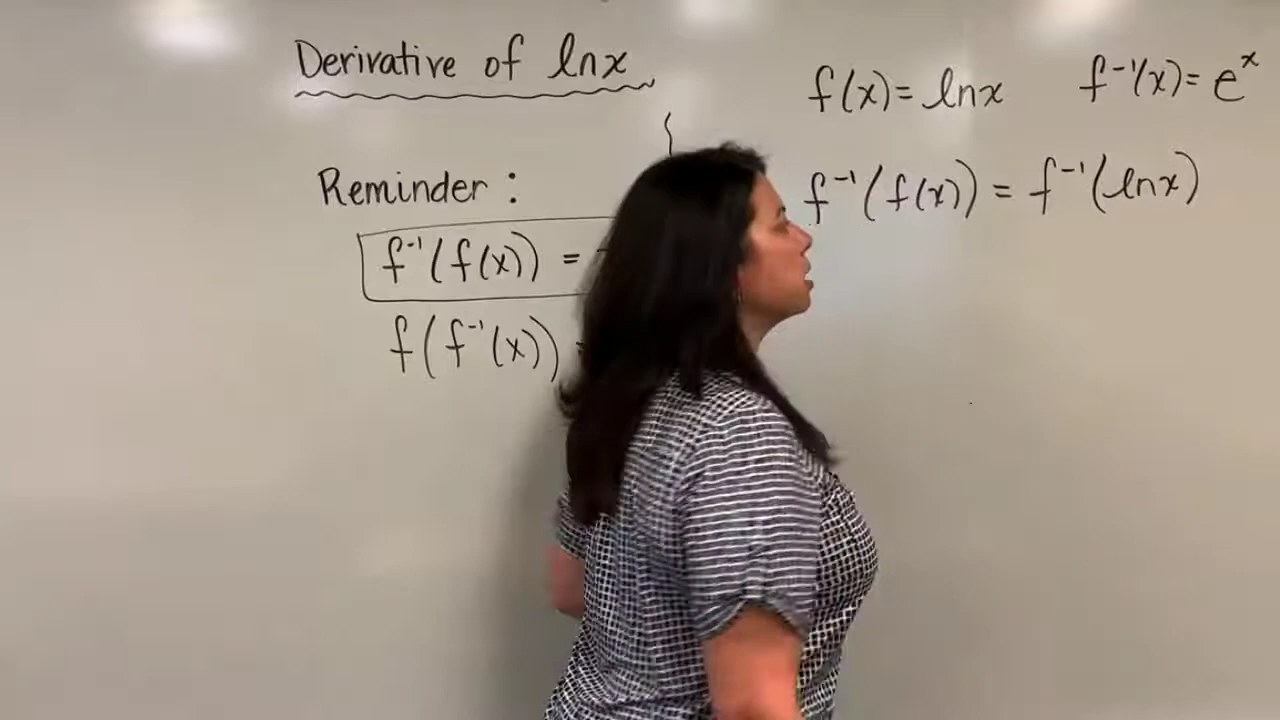 Derivative of lnx
Reminder :
f⁻¹(f(x)) =
f(f⁻¹(x))
f(x)= lnx
f⁻¹(x)= eˣ
f⁻¹(f(x)) = f⁻¹(lnx)